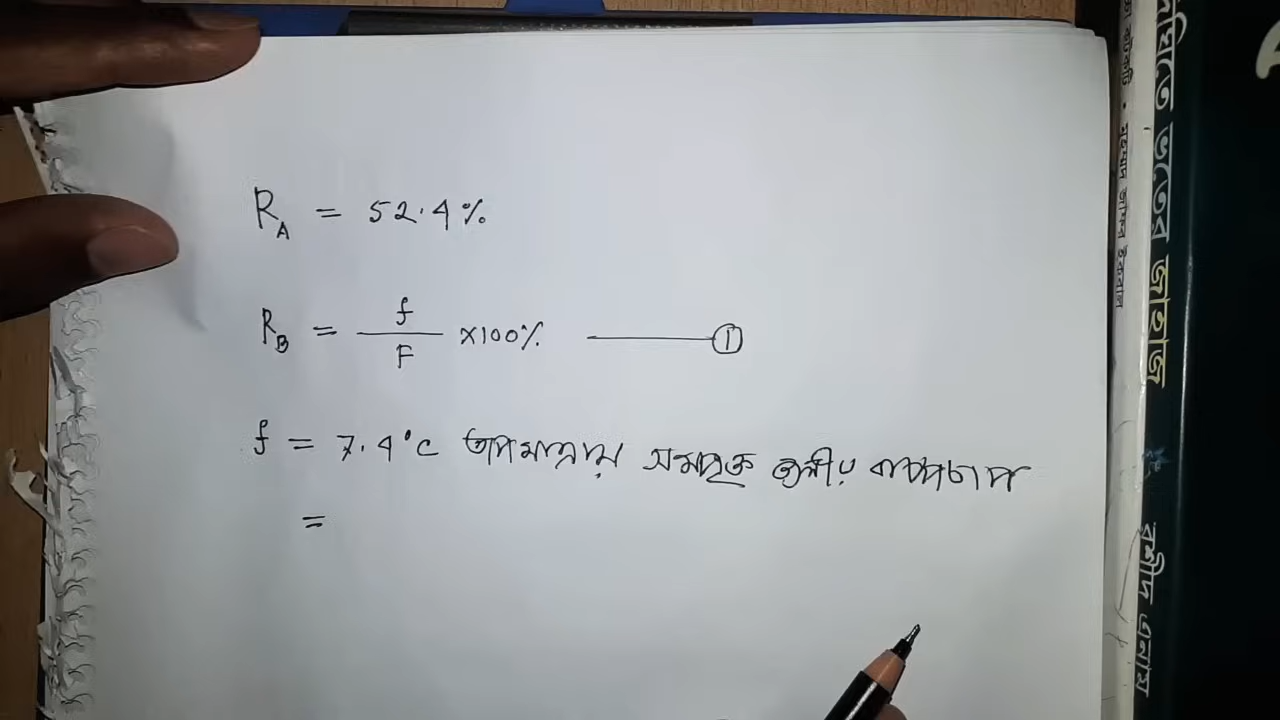 R_A = 52.4%
R_B = f/F ×100% ——— ①
f = 7.4°C তাপমাত্রায় সম্পৃক্ত জলীয় বাষ্পচাপ
=